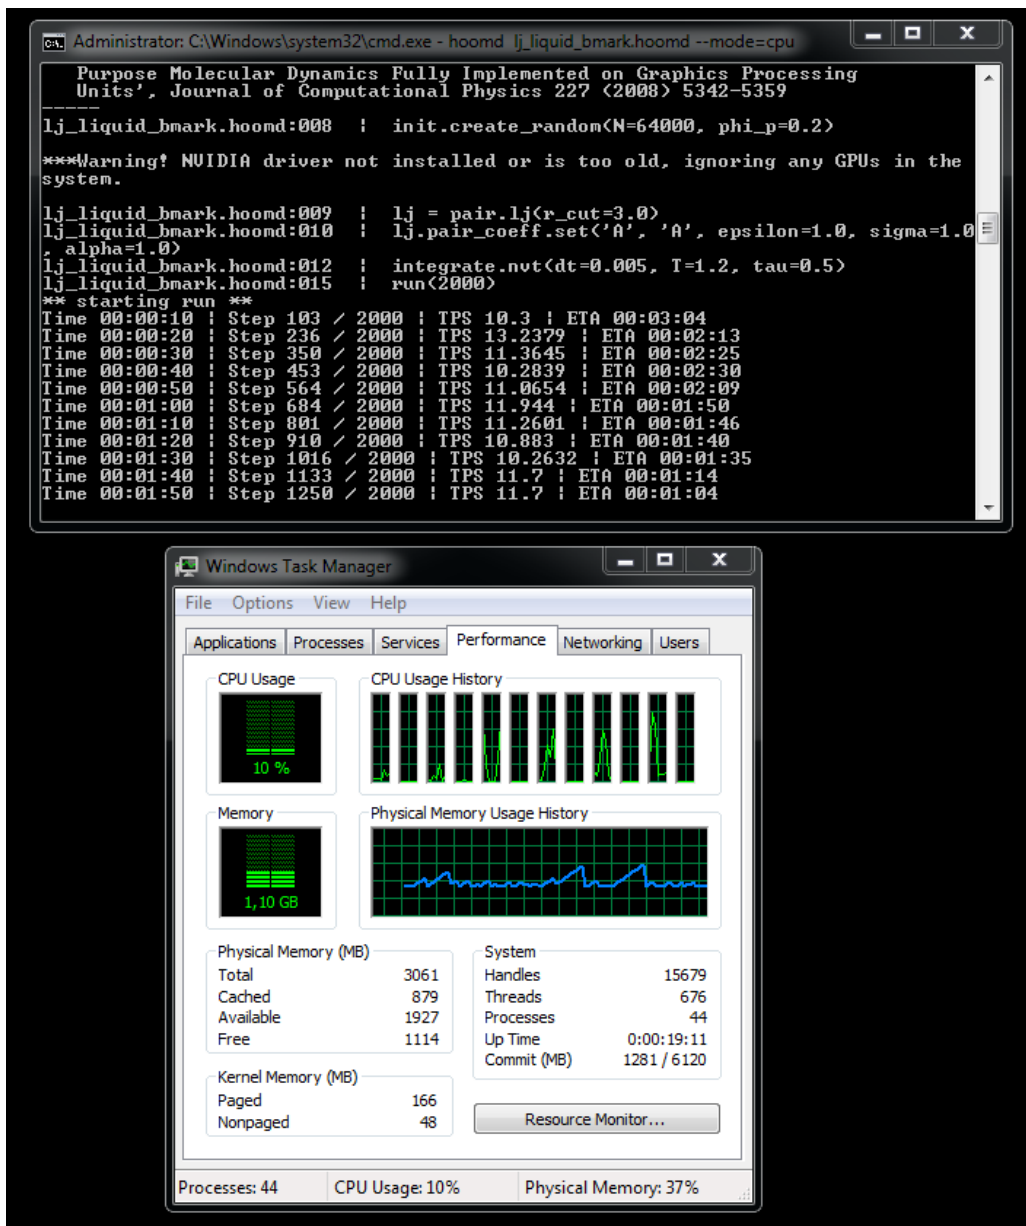 Administrator: C:\Windows\system32\cmd.exe - hoomd lj_liquid_bmark.hoomd --mode=cpu
Purpose Molecular Dynamics Fully Implemented on Graphics Processing
Units', Journal of Computational Physics 227 (2008) 5342-5359
-----
lj_liquid_bmark.hoomd:008 | init.create_random(N=64000, phi_p=0.2)
***Warning! NVIDIA driver not installed or is too old, ignoring any GPUs in the
system.
lj_liquid_bmark.hoomd:009 | lj = pair.lj(r_cut=3.0)
lj_liquid_bmark.hoomd:010 | lj.pair_coeff.set('A', 'A', epsilon=1.0, sigma=1.0
, alpha=1.0)
lj_liquid_bmark.hoomd:012 | integrate.nvt(dt=0.005, T=1.2, tau=0.5)
lj_liquid_bmark.hoomd:015 | run(2000)
** starting run **
Time 00:00:10 | Step 103 / 2000 | TPS 10.3 | ETA 00:03:04
Time 00:00:20 | Step 236 / 2000 | TPS 13.2379 | ETA 00:02:13
Time 00:00:30 | Step 350 / 2000 | TPS 11.3645 | ETA 00:02:25
Time 00:00:40 | Step 453 / 2000 | TPS 10.2839 | ETA 00:02:30
Time 00:00:50 | Step 564 / 2000 | TPS 11.0654 | ETA 00:02:09
Time 00:01:00 | Step 684 / 2000 | TPS 11.944 | ETA 00:01:50
Time 00:01:10 | Step 801 / 2000 | TPS 11.2601 | ETA 00:01:46
Time 00:01:20 | Step 910 / 2000 | TPS 10.883 | ETA 00:01:40
Time 00:01:30 | Step 1016 / 2000 | TPS 10.2632 | ETA 00:01:35
Time 00:01:40 | Step 1133 / 2000 | TPS 11.7 | ETA 00:01:14
Time 00:01:50 | Step 1250 / 2000 | TPS 11.7 | ETA 00:01:04
Windows Task Manager
File Options View Help
Applications Processes Services Performance Networking Users
CPU Usage CPU Usage History
10 %
Memory Physical Memory Usage History
1,10 GB
Physical Memory (MB)
Total 3061
Cached 879
Available 1927
Free 1114
System
Handles 15679
Threads 676
Processes 44
Up Time 0:00:19:11
Commit (MB) 1281 / 6120
Kernel Memory (MB)
Paged 166
Nonpaged 48
Resource Monitor...
Processes: 44 CPU Usage: 10% Physical Memory: 37%